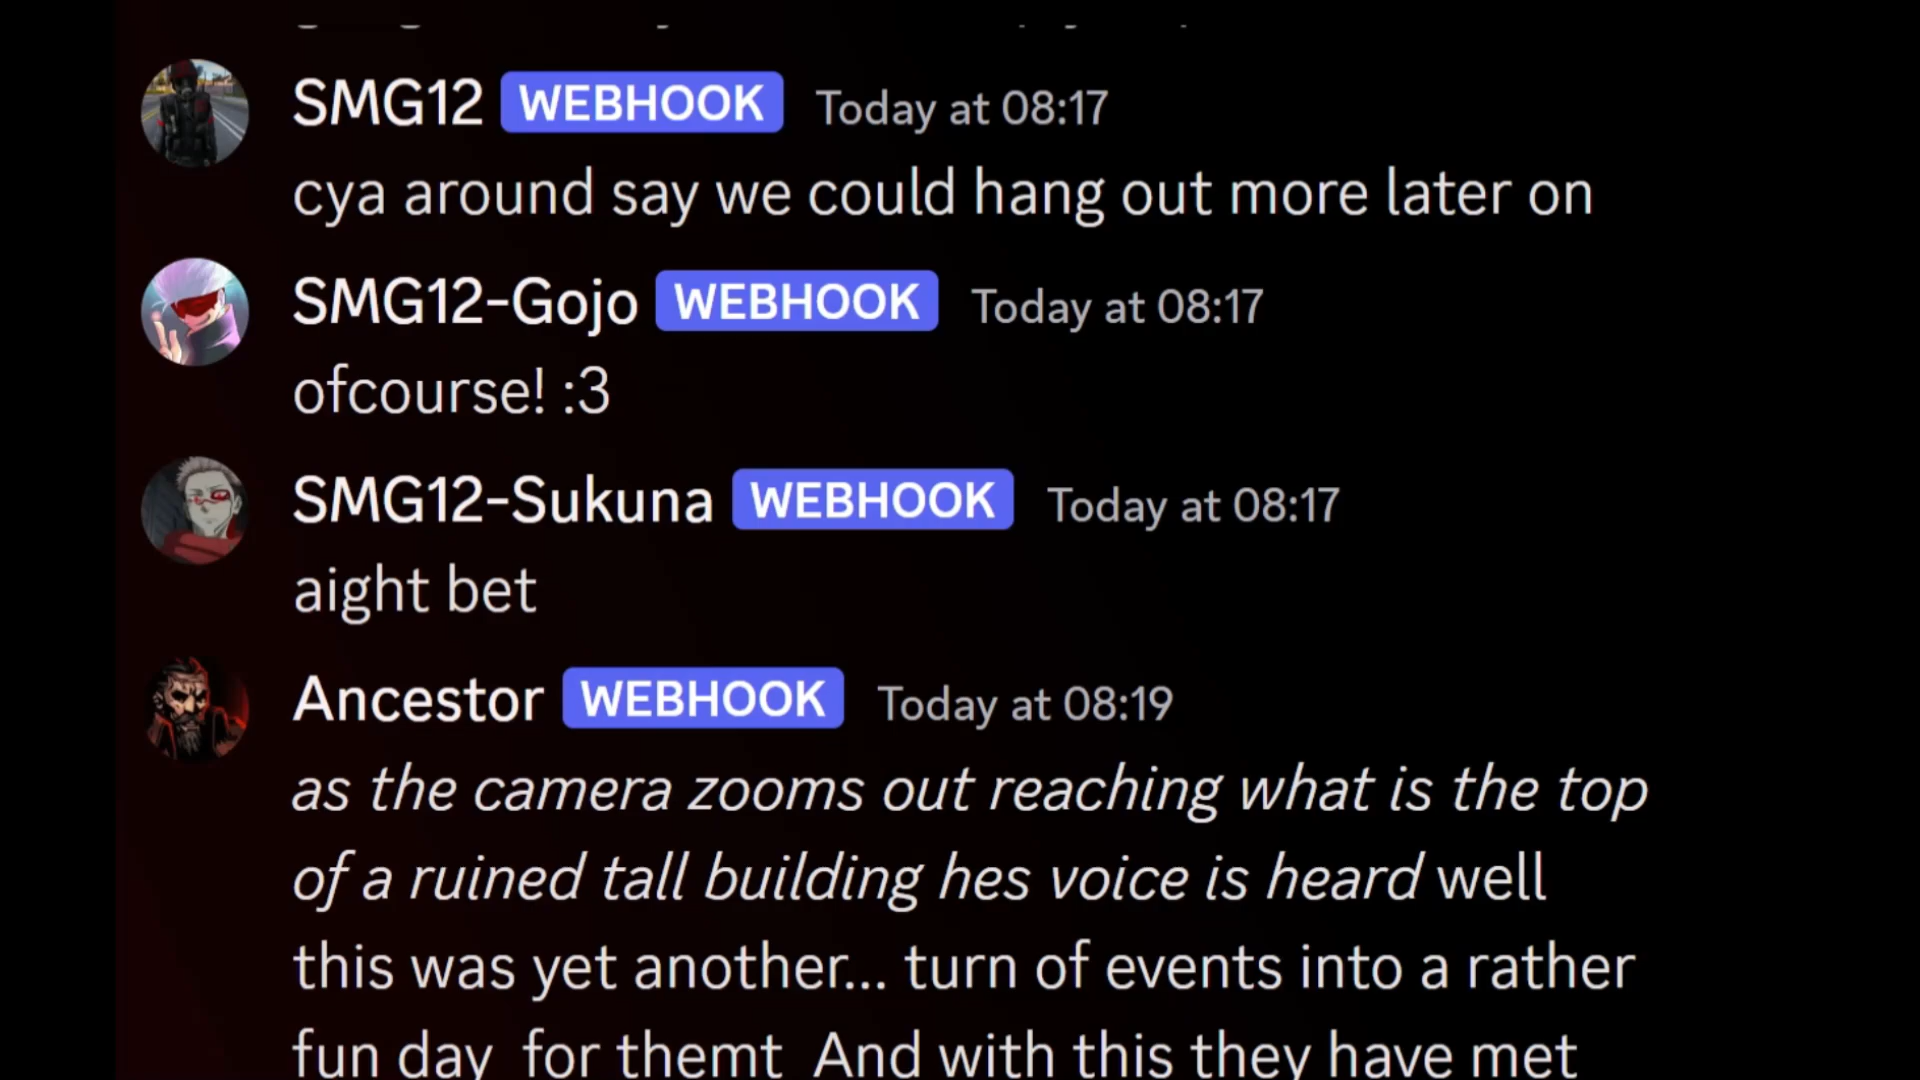 SMG12 WEBHOOK Today at 08:17
cya around say we could hang out more later on
SMG12-Gojo WEBHOOK Today at 08:17
ofcourse! :3
SMG12-Sukuna WEBHOOK Today at 08:17
aight bet
Ancestor WEBHOOK Today at 08:19
as the camera zooms out reaching what is the top
of a ruined tall building hes voice is heard well
this was yet another... turn of events into a rather
fun day for themt And with this they have met